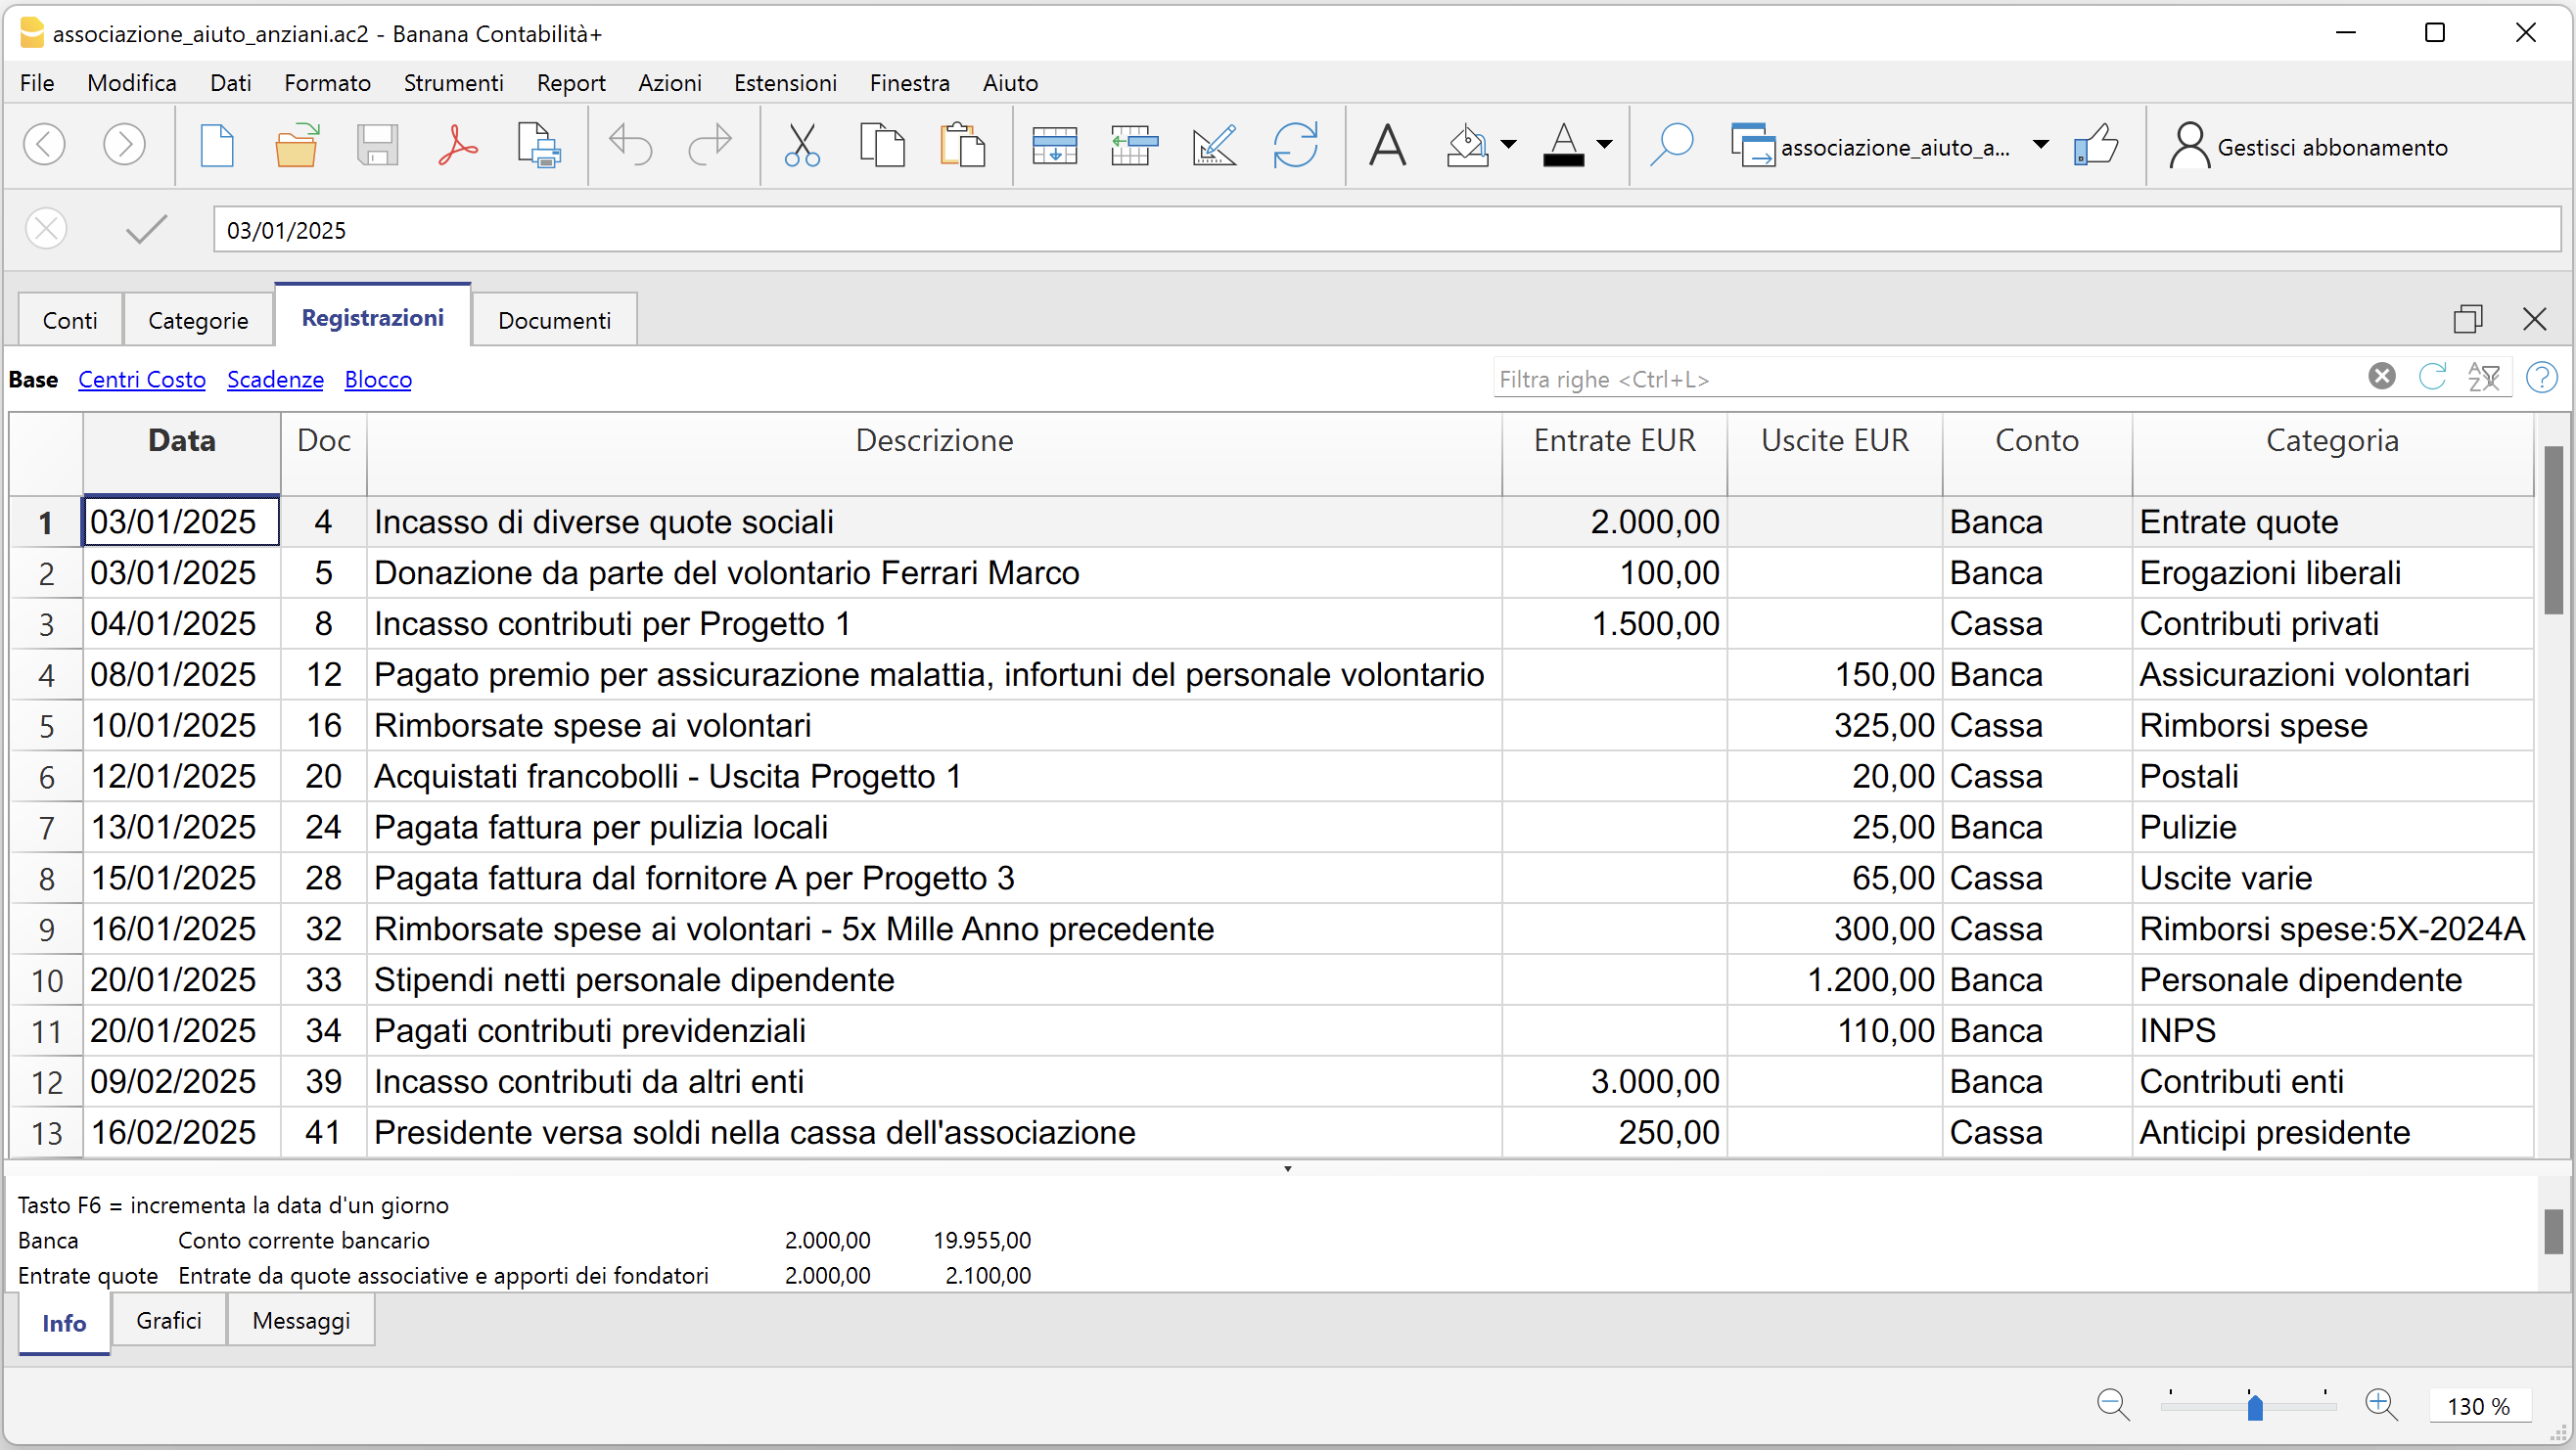 associazione_aiuto_anziani.ac2 - Banana Contabilità+
File Modifica Dati Formato Strumenti Report Azioni Estensioni Finestra Aiuto
associazione_aiuto_a... Gestisci abbonamento
03/01/2025
Conti Categorie Registrazioni Documenti
Base Centri Costo Scadenze Blocco Filtra righe <Ctrl+L>
Data Doc Descrizione Entrate EUR Uscite EUR Conto Categoria
1 03/01/2025 4 Incasso di diverse quote sociali 2.000,00 Banca Entrate quote
2 03/01/2025 5 Donazione da parte del volontario Ferrari Marco 100,00 Banca Erogazioni liberali
3 04/01/2025 8 Incasso contributi per Progetto 1 1.500,00 Cassa Contributi privati
4 08/01/2025 12 Pagato premio per assicurazione malattia, infortuni del personale volontario 150,00 Banca Assicurazioni volontari
5 10/01/2025 16 Rimborsate spese ai volontari 325,00 Cassa Rimborsi spese
6 12/01/2025 20 Acquistati francobolli - Uscita Progetto 1 20,00 Cassa Postali
7 13/01/2025 24 Pagata fattura per pulizia locali 25,00 Banca Pulizie
8 15/01/2025 28 Pagata fattura dal fornitore A per Progetto 3 65,00 Cassa Uscite varie
9 16/01/2025 32 Rimborsate spese ai volontari - 5x Mille Anno precedente 300,00 Cassa Rimborsi spese:5X-2024A
10 20/01/2025 33 Stipendi netti personale dipendente 1.200,00 Banca Personale dipendente
11 20/01/2025 34 Pagati contributi previdenziali 110,00 Banca INPS
12 09/02/2025 39 Incasso contributi da altri enti 3.000,00 Banca Contributi enti
13 16/02/2025 41 Presidente versa soldi nella cassa dell'associazione 250,00 Cassa Anticipi presidente
Tasto F6 = incrementa la data d'un giorno
Banca Conto corrente bancario 2.000,00 19.955,00
Entrate quote Entrate da quote associative e apporti dei fondatori 2.000,00 2.100,00
Info Grafici Messaggi
130 %